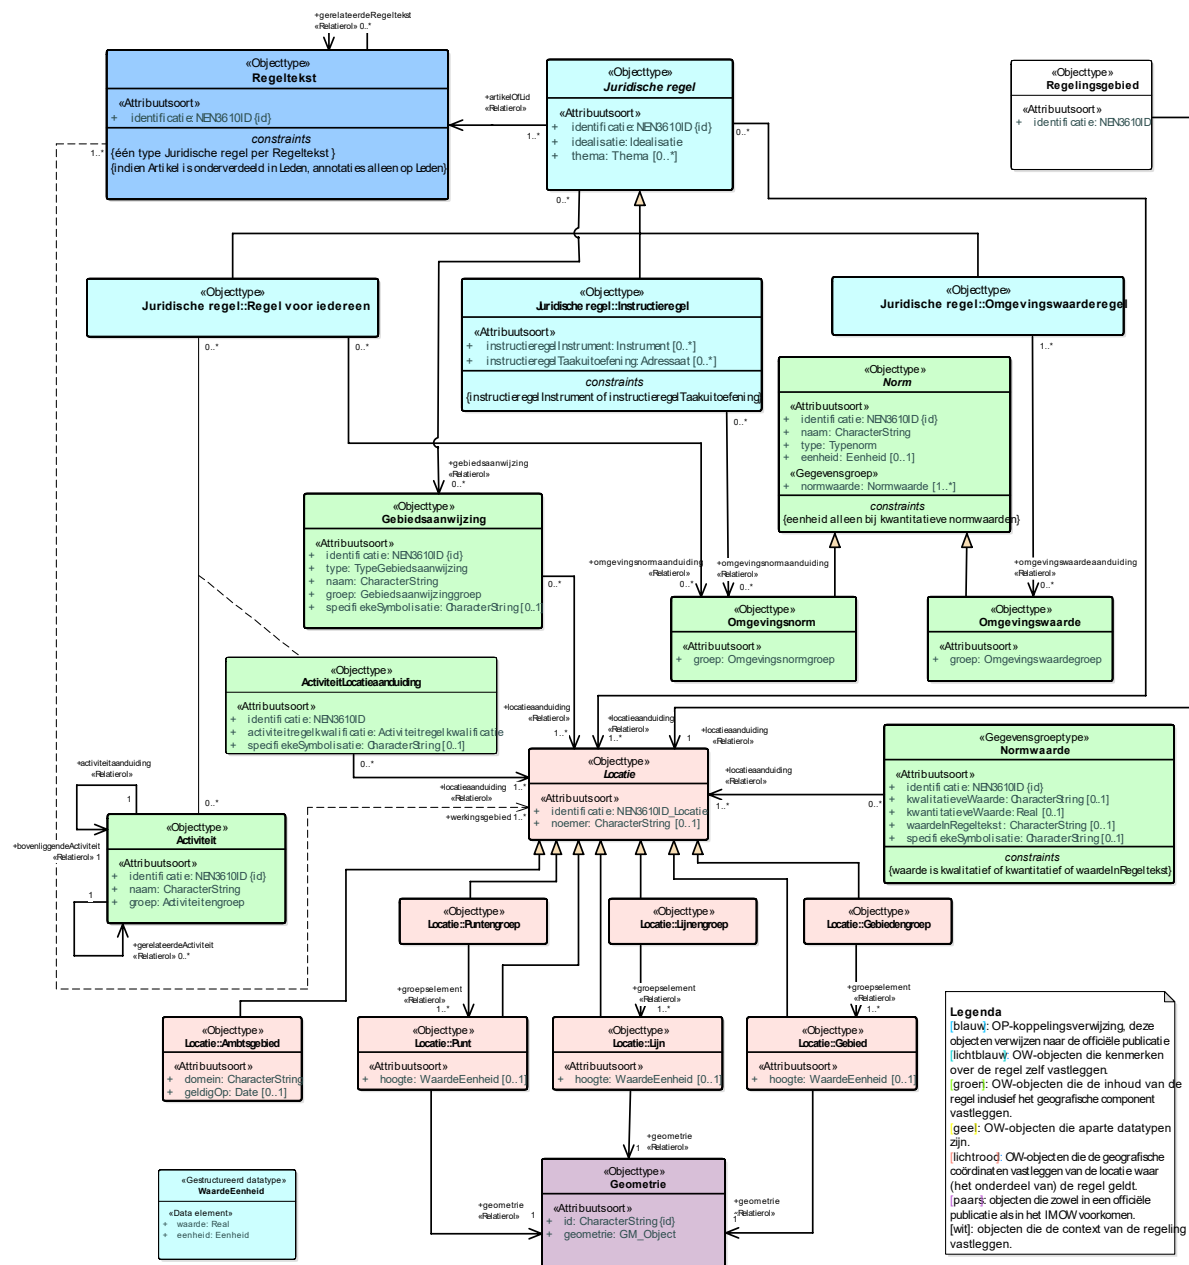 +gerelateerdeRegeltekst
«Relatierol» 0..*
«Objecttype»
Regeltekst
«Attribuutsoort»
+ identificatie: NEN3610ID {id}
constraints
{één type Juridische regel per Regeltekst }
{indien Artikel is onderverdeeld in Leden, annotaties alleen op Leden}
1..*
+artikelOfLid
«Relatierol»
1..*
«Objecttype»
Juridische regel
«Attribuutsoort»
+ identificatie: NEN3610ID {id}
+ idealisatie: Idealisatie
+ thema: Thema [0..*]
0..*
0..*
«Objecttype»
Regelingsgebied
«Attribuutsoort»
+ identificatie: NEN3610ID
«Objecttype»
Juridische regel::Regel voor iedereen
0..*
0..*
«Objecttype»
Juridische regel::Instructieregel
«Attribuutsoort»
+ instructieregelInstrument: Instrument [0..*]
+ instructieregelTaakuitoefening: Adressaat [0..*]
constraints
{instructieregelInstrument of instructieregelTaakuitoefening}
0..*
«Objecttype»
Juridische regel::Omgevingswaarderegel
1..*
«Objecttype»
Norm
«Attribuutsoort»
+ identificatie: NEN3610ID {id}
+ naam: CharacterString
+ type: Typenorm
+ eenheid: Eenheid [0..1]
«Gegevensgroep»
+ normwaarde: Normwaarde [1..*]
constraints
{eenheid alleen bij kwantitatieve normwaarden}
+gebiedsaanwijzing
«Relatierol»
0..*
«Objecttype»
Gebiedsaanwijzing
«Attribuutsoort»
+ identificatie: NEN3610ID {id}
+ type: TypeGebiedsaanwijzing
+ naam: CharacterString
+ groep: Gebiedsaanwijzinggroep
+ specifiekeSymbolisatie: CharacterString [0..1]
0..*
+omgevingsnormaanduiding
«Relatierol»
0..*
+omgevingsnormaanduiding
«Relatierol»
0..*
+omgevingswaardeaanduiding
«Relatierol»
0..*
«Objecttype»
Omgevingsnorm
«Attribuutsoort»
+ groep: Omgevingsnormgroep
«Objecttype»
Omgevingswaarde
«Attribuutsoort»
+ groep: Omgevingswaardegroep
«Objecttype»
ActiviteitLocatieaanduiding
«Attribuutsoort»
+ identificatie: NEN3610ID
+ activiteitregelkwalificatie: Activiteitregelkwalificatie
+ specifiekeSymbolisatie: CharacterString [0..1]
0..*
+locatieaanduiding
«Relatierol»
1..*
+locatieaanduiding
«Relatierol»
1..*
+locatieaanduiding
«Relatierol»
1
+locatieaanduiding
«Relatierol»
1..*
+locatieaanduiding
«Relatierol»
1..*
+werkingsgebied 1..*
«Objecttype»
Locatie
«Attribuutsoort»
+ identificatie: NEN3610ID_Locatie
+ noemer: CharacterString [0..1]
«Gegevensgroeptype»
Normwaarde
«Attribuutsoort»
+ identificatie: NEN3610ID {id}
+ kwalitatieveWaarde: CharacterString [0..1]
+ kwantitatieveWaarde: Real [0..1]
+ waardeInRegeltekst: CharacterString [0..1]
+ specifiekeSymbolisatie: CharacterString [0..1]
constraints
{waarde is kwalitatief of kwantitatief of waardeInRegeltekst}
0..*
+activiteitaanduiding
«Relatierol»
1
0..*
+bovenliggendeActiviteit
«Relatierol» 1
1
«Objecttype»
Activiteit
«Attribuutsoort»
+ identificatie: NEN3610ID {id}
+ naam: CharacterString
+ groep: Activiteitengroep
+gerelateerdeActiviteit
«Relatierol» 0..*
«Objecttype»
Locatie::Puntengroep
«Objecttype»
Locatie::Lijnengroep
«Objecttype»
Locatie::Gebiedengroep
+groepselement
«Relatierol»
1..*
+groepselement
«Relatierol»
1..*
+groepselement
«Relatierol»
1..*
«Objecttype»
Locatie::Ambtsgebied
«Attribuutsoort»
+ domein: CharacterString
+ geldigOp: Date [0..1]
«Objecttype»
Locatie::Punt
«Attribuutsoort»
+ hoogte: WaardeEenheid [0..1]
«Objecttype»
Locatie::Lijn
«Attribuutsoort»
+ hoogte: WaardeEenheid [0..1]
«Objecttype»
Locatie::Gebied
«Attribuutsoort»
+ hoogte: WaardeEenheid [0..1]
+geometrie
«Relatierol»
1
+geometrie
«Relatierol»
1
+geometrie
«Relatierol»
1
«Objecttype»
Geometrie
«Attribuutsoort»
+ id: CharacterString {id}
+ geometrie: GM_Object
«Gestructureerd datatype»
WaardeEenheid
«Data element»
+ waarde: Real
+ eenheid: Eenheid
Legenda
[blauw]: OP-koppelingsverwijzing, deze
objecten verwijzen naar de officiële publicatie
[lichtblauw]: OW-objecten die kenmerken
over de regel zelf vastleggen.
[groen]: OW-objecten die de inhoud van de
regel inclusief het geografische component
vastleggen.
[geel]: OW-objecten die aparte datatypen
zijn.
[lichtrood]: OW-objecten die de geografische
coördinaten vastleggen van de locatie waar
(het onderdeel van) de regel geldt.
[paars]: objecten die zowel in een officiële
publicatie als in het IMOW voorkomen.
[wit]: objecten die de context van de regeling
vastleggen.